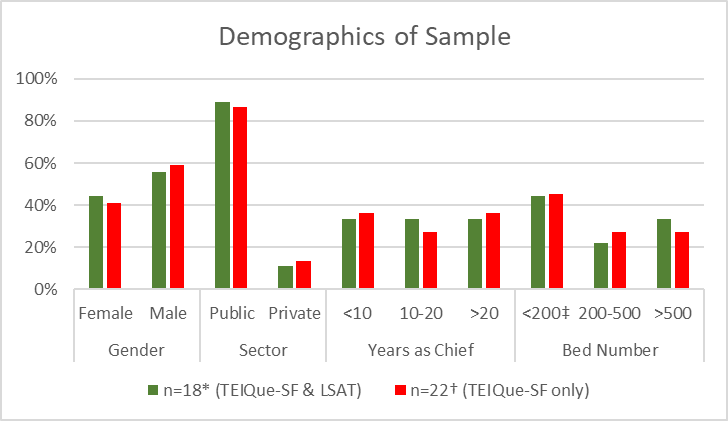 Demographics of Sample
100%
80%
60%
40%
20%
0%
Female Male Public Private <10 10-20 >20 <200‡ 200-500 >500
Gender Sector Years as Chief Bed Number
n=18* (TEIQue-SF & LSAT) n=22† (TEIQue-SF only)